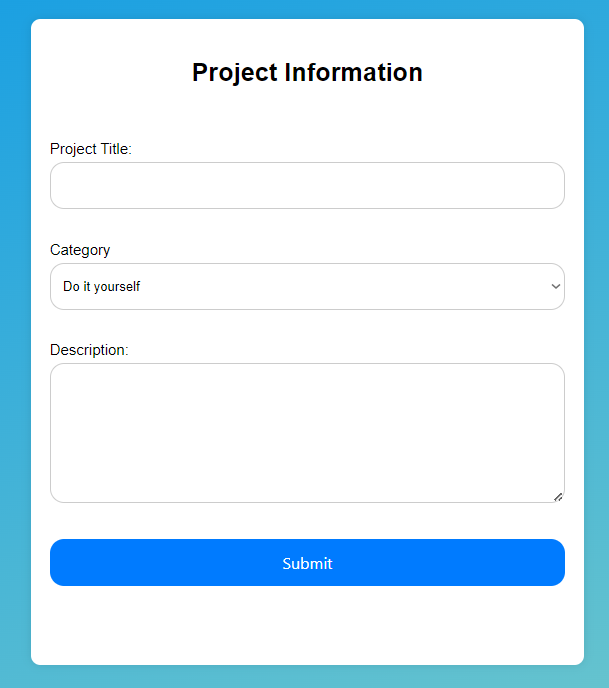 Project Information
Project Title:
Category
Do it yourself
Description:
Submit